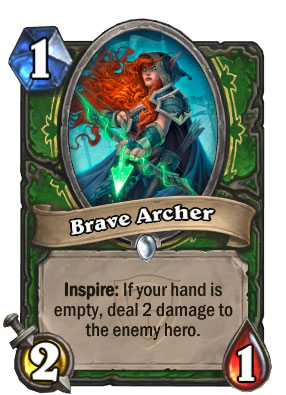 1
Brave Archer
Inspire: If your hand is
empty, deal 2 damage to
the enemy hero.
2
1